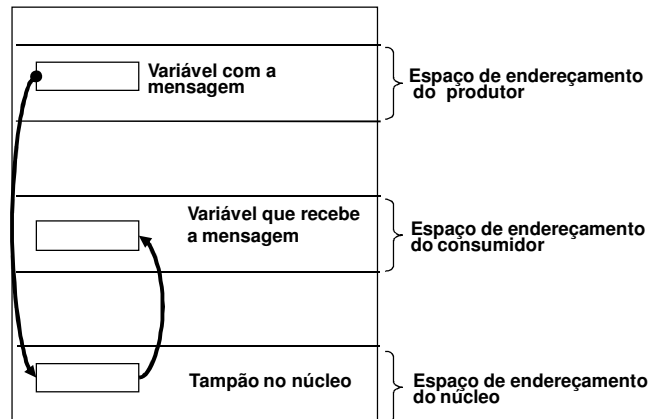 Variável com a
mensagem
Espaço de endereçamento
do produtor
Variável que recebe
a mensagem
Espaço de endereçamento
do consumidor
Tampão no núcleo
Espaço de endereçamento
do núcleo